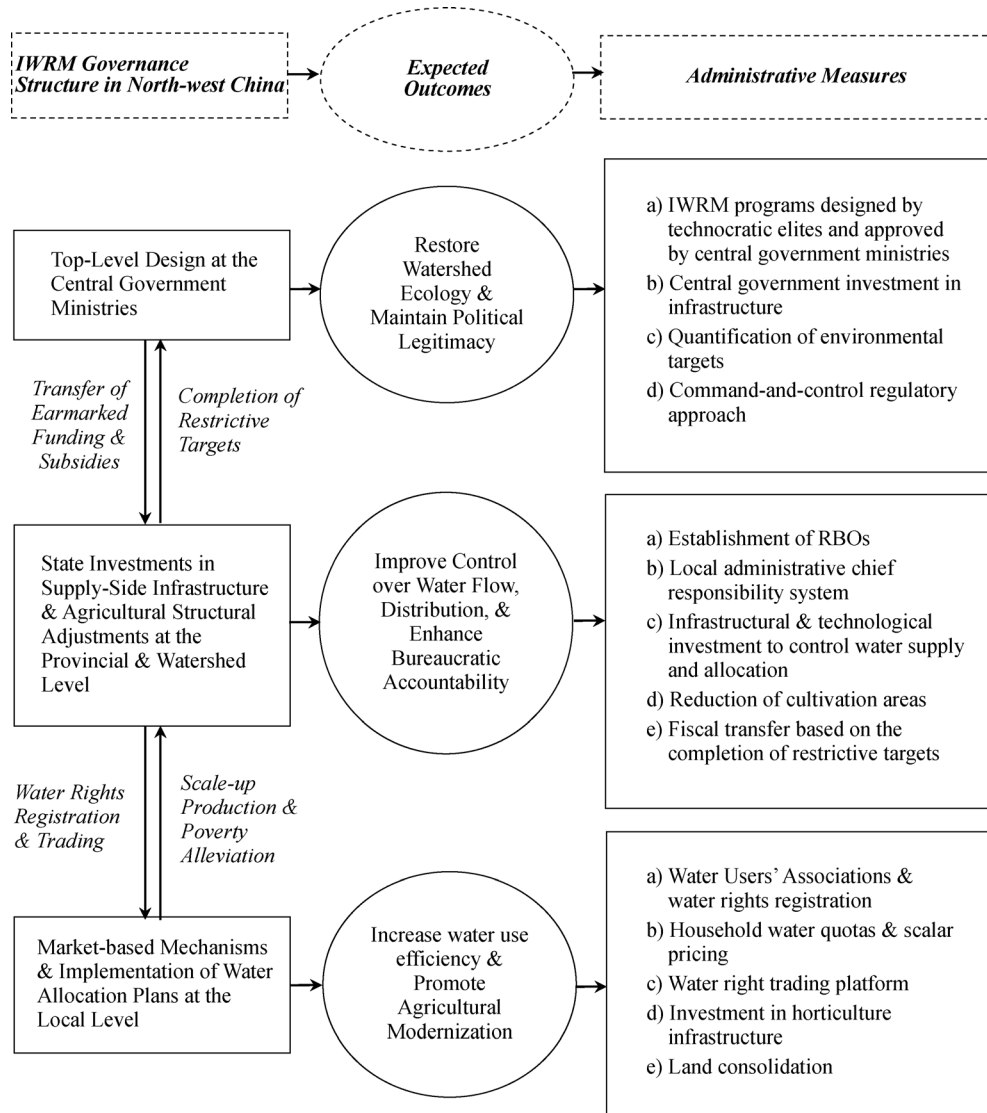 IWRM Governance
Structure in North-west China
Expected
Outcomes
Administrative Measures
Top-Level Design at the
Central Government
Ministries
Restore
Watershed
Ecology &
Maintain Political
Legitimacy
a) IWRM programs designed by
technocratic elites and approved
by central government ministries
b) Central government investment in
infrastructure
c) Quantification of environmental
targets
d) Command-and-control regulatory
approach
Transfer of
Earmarked
Funding &
Subsidies
Completion of
Restrictive
Targets
State Investments in
Supply-Side Infrastructure
& Agricultural Structural
Adjustments at the
Provincial & Watershed
Level
Improve Control
over Water Flow,
Distribution, &
Enhance
Bureaucratic
Accountability
a) Establishment of RBOs
b) Local administrative chief
responsibility system
c) Infrastructural & technological
investment to control water supply
and allocation
d) Reduction of cultivation areas
e) Fiscal transfer based on the
completion of restrictive targets
Water Rights
Registration
& Trading
Scale-up
Production &
Poverty
Alleviation
Market-based Mechanisms
& Implementation of Water
Allocation Plans at the
Local Level
Increase water use
efficiency &
Promote
Agricultural
Modernization
a) Water Users' Associations &
water rights registration
b) Household water quotas & scalar
pricing
c) Water right trading platform
d) Investment in horticulture
infrastructure
e) Land consolidation